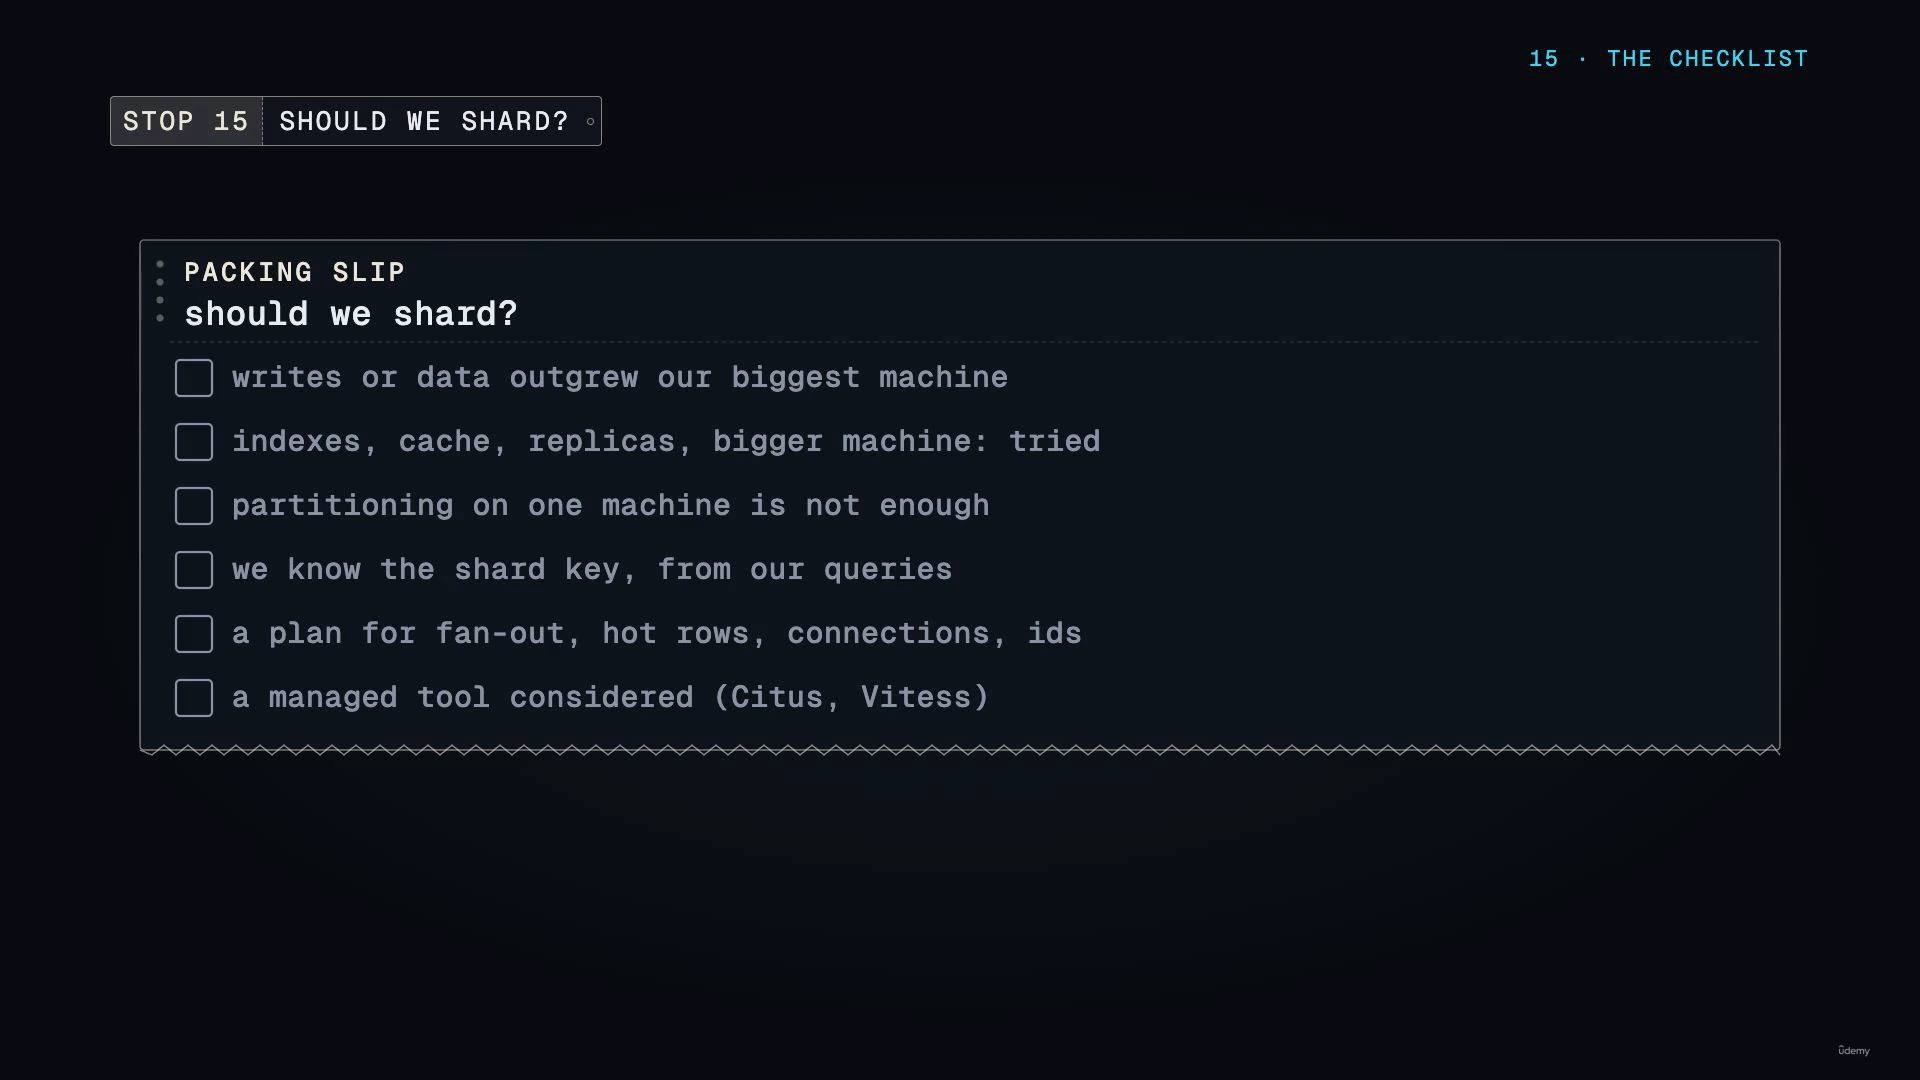 15 · THE CHECKLIST
STOP 15 SHOULD WE SHARD?
PACKING SLIP
should we shard?
writes or data outgrew our biggest machine
indexes, cache, replicas, bigger machine: tried
partitioning on one machine is not enough
we know the shard key, from our queries
a plan for fan-out, hot rows, connections, ids
a managed tool considered (Citus, Vitess)
ûdemy